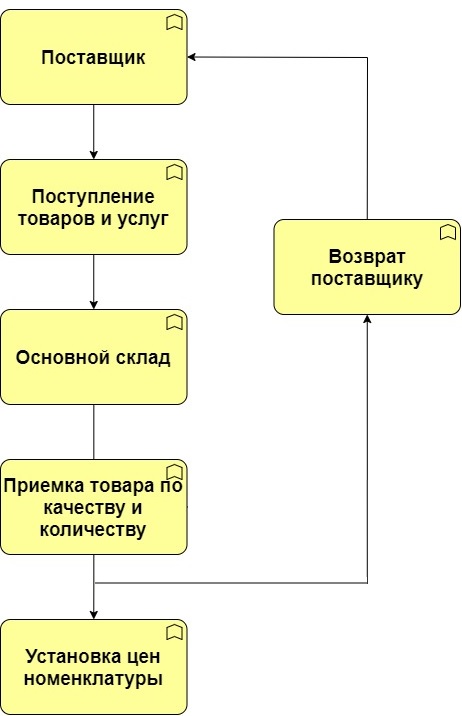 Поставщик
Поступление
товаров и услуг
Возврат
поставщику
Основной склад
Приемка товара по
качеству и
количеству
Установка цен
номенклатуры